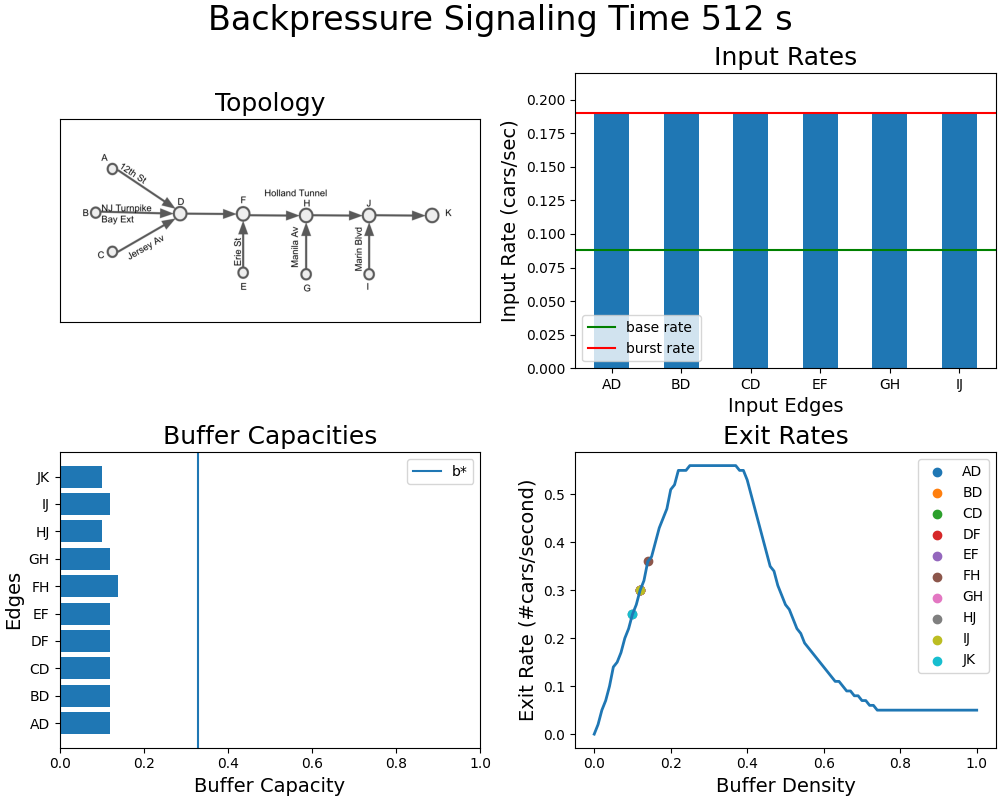 Backpressure Signaling Time 512 s
Topology
A
12th St
B
NJ Turnpike
Bay Ext
C
Jersey Av
D
F
Holland Tunnel
H
J
K
Erie St
Manila Av
Marin Blvd
E
G
I
Input Rates
Input Rate (cars/sec)
0.200
0.175
0.150
0.125
0.100
0.075
0.050
0.025
0.000
base rate
burst rate
AD BD CD EF GH IJ
Input Edges
Buffer Capacities
Edges
JK
IJ
HJ
GH
FH
EF
DF
CD
BD
AD
b*
0.0 0.2 0.4 0.6 0.8 1.0
Buffer Capacity
Exit Rates
Exit Rate (#cars/second)
0.5
0.4
0.3
0.2
0.1
0.0
AD
BD
CD
DF
EF
FH
GH
HJ
IJ
JK
0.0 0.2 0.4 0.6 0.8 1.0
Buffer Density